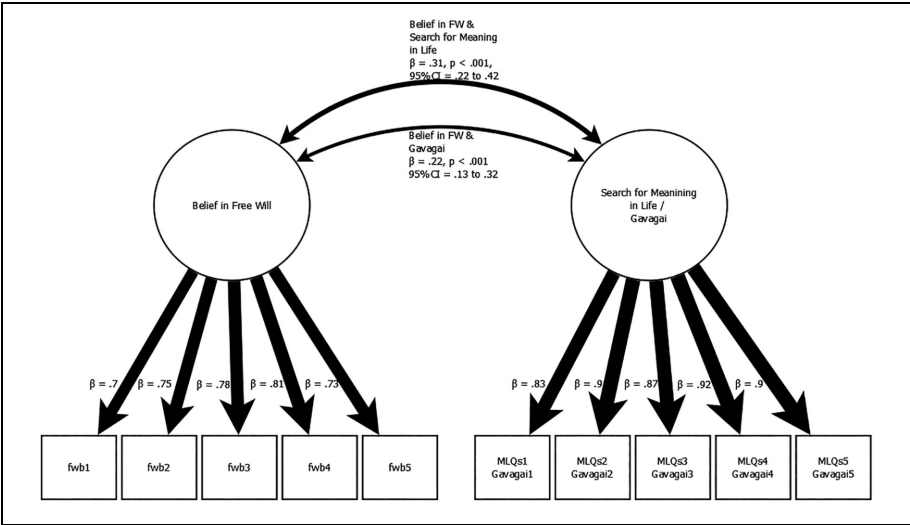 Belief in FW &
Search for Meaning
in Life
β = .31, p < .001,
95%CI = .22 to .42
Belief in FW &
Gavagai
β = .22, p < .001
95%CI = .13 to .32
Belief in Free Will
Search for Meanining
in Life /
Gavagai
β = .7
β = .75
β = .78
β = .81
β = .73
β = .83
β = .9
β = .87
β = .92
β = .9
fwb1
fwb2
fwb3
fwb4
fwb5
MLQs1
Gavagai1
MLQs2
Gavagai2
MLQs3
Gavagai3
MLQs4
Gavagai4
MLQs5
Gavagai5